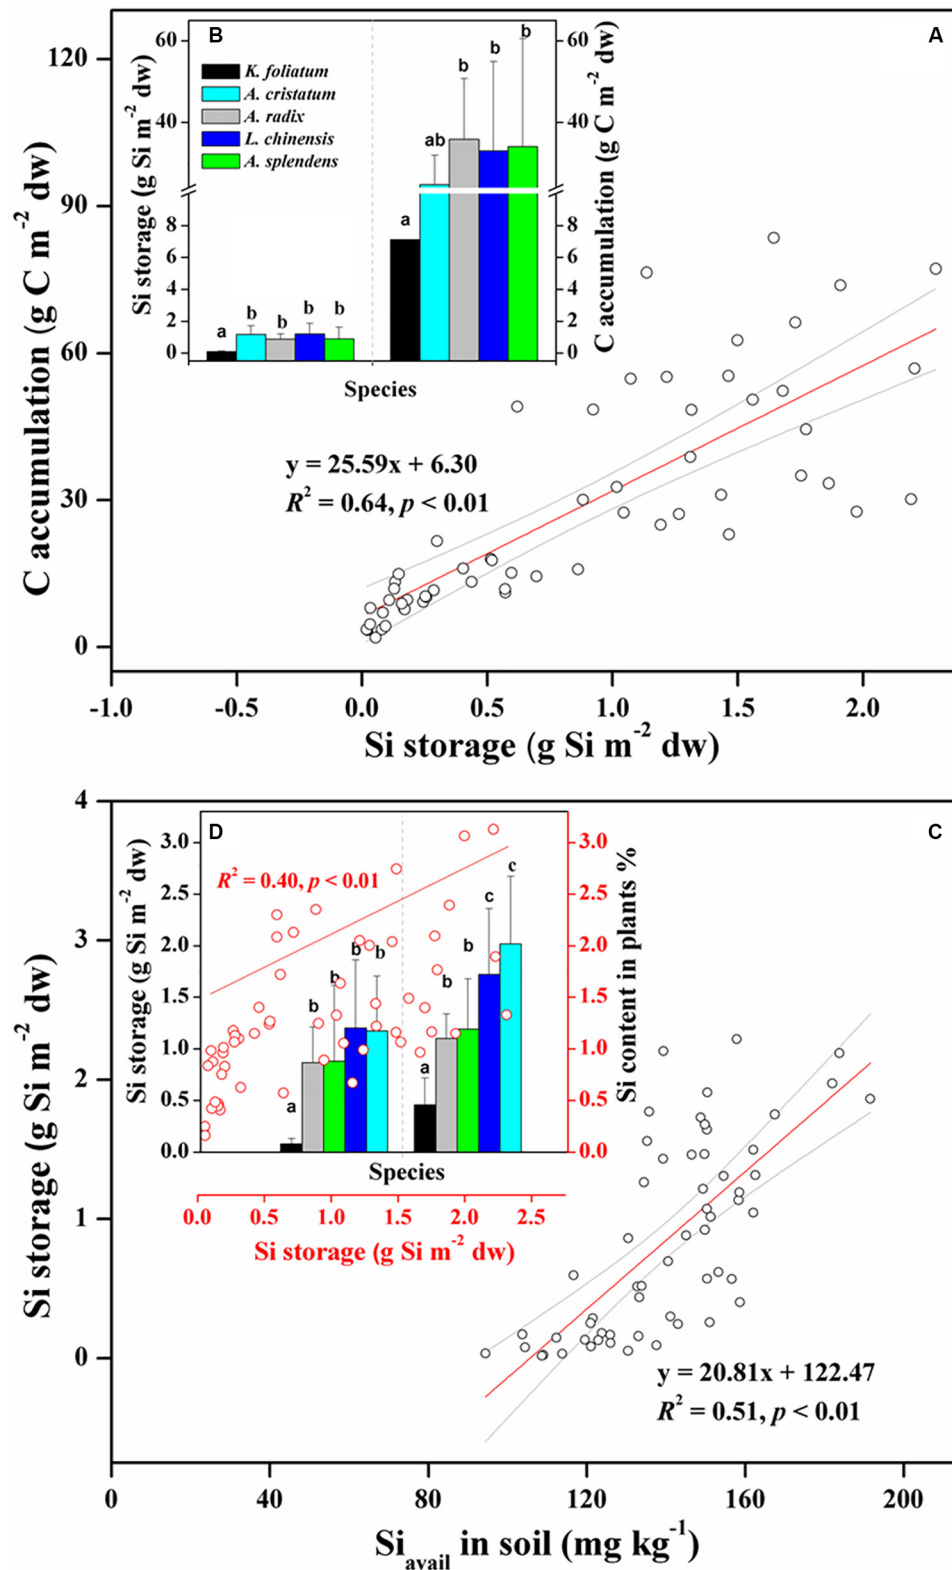 B
A
120
90
60
30
0
C accumulation (g C m-2 dw)
60
40
8
6
4
2
0
Si storage (g Si m-2 dw)
K. foliatum
A. cristatum
A. radix
L. chinensis
A. splendens
a
b
b
b
b
a
ab
b
b
b
60
40
8
6
4
2
0
C accumulation (g C m-2 dw)
Species
y = 25.59x + 6.30
R2 = 0.64, p < 0.01
-1.0
-0.5
0.0
0.5
1.0
1.5
2.0
Si storage (g Si m-2 dw)
D
C
4
3
2
1
0
Si storage (g Si m-2 dw)
3.0
2.5
2.0
1.5
1.0
0.5
0.0
Si storage (g Si m-2 dw)
R2 = 0.40, p < 0.01
a
b
b
b
b
a
b
b
c
c
3.0
2.5
2.0
1.5
1.0
0.5
0.0
Si content in plants %
Species
0.0
0.5
1.0
1.5
2.0
2.5
Si storage (g Si m-2 dw)
y = 20.81x + 122.47
R2 = 0.51, p < 0.01
0
40
80
120
160
200
Siavail in soil (mg kg-1)